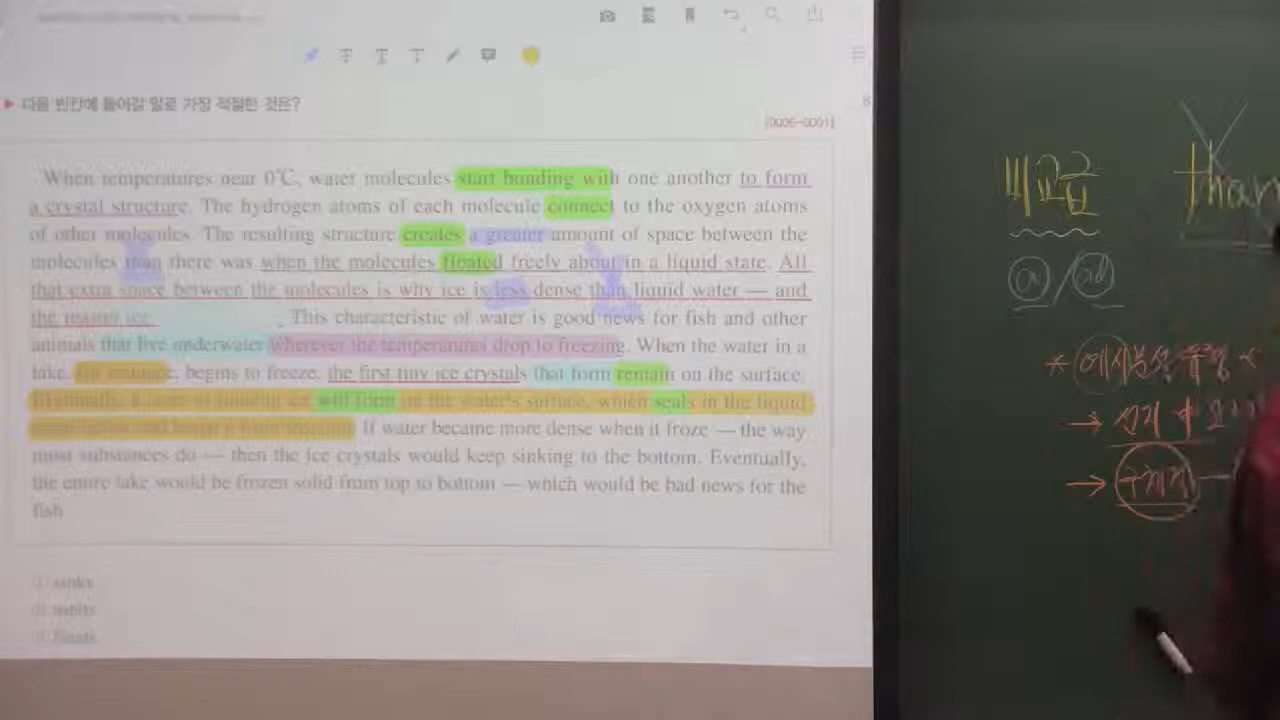 ▶ 다음 빈칸에 들어갈 말로 가장 적절한 것은?
[0006-0001]
When temperatures near 0℃, water molecules start bonding with one another to form
a crystal structure. The hydrogen atoms of each molecule connect to the oxygen atoms
of other molecules. The resulting structure creates a greater amount of space between the
molecules than there was when the molecules floated freely about in a liquid state. All
that extra space between the molecules is why ice is less dense than liquid water — and
the reason ice . This characteristic of water is good news for fish and other
animals that live underwater wherever the temperatures drop to freezing. When the water in a
lake, for instance, begins to freeze, the first tiny ice crystals that form remain on the surface.
Eventually, a layer of floating ice will form on the water's surface, which seals in the liquid
If water became more dense when it froze — the way
most substances do — then the ice crystals would keep sinking to the bottom. Eventually,
the entire lake would be frozen solid from top to bottom — which would be bad news for the
fish
① sinks
② melts
③ floats
비교급
than